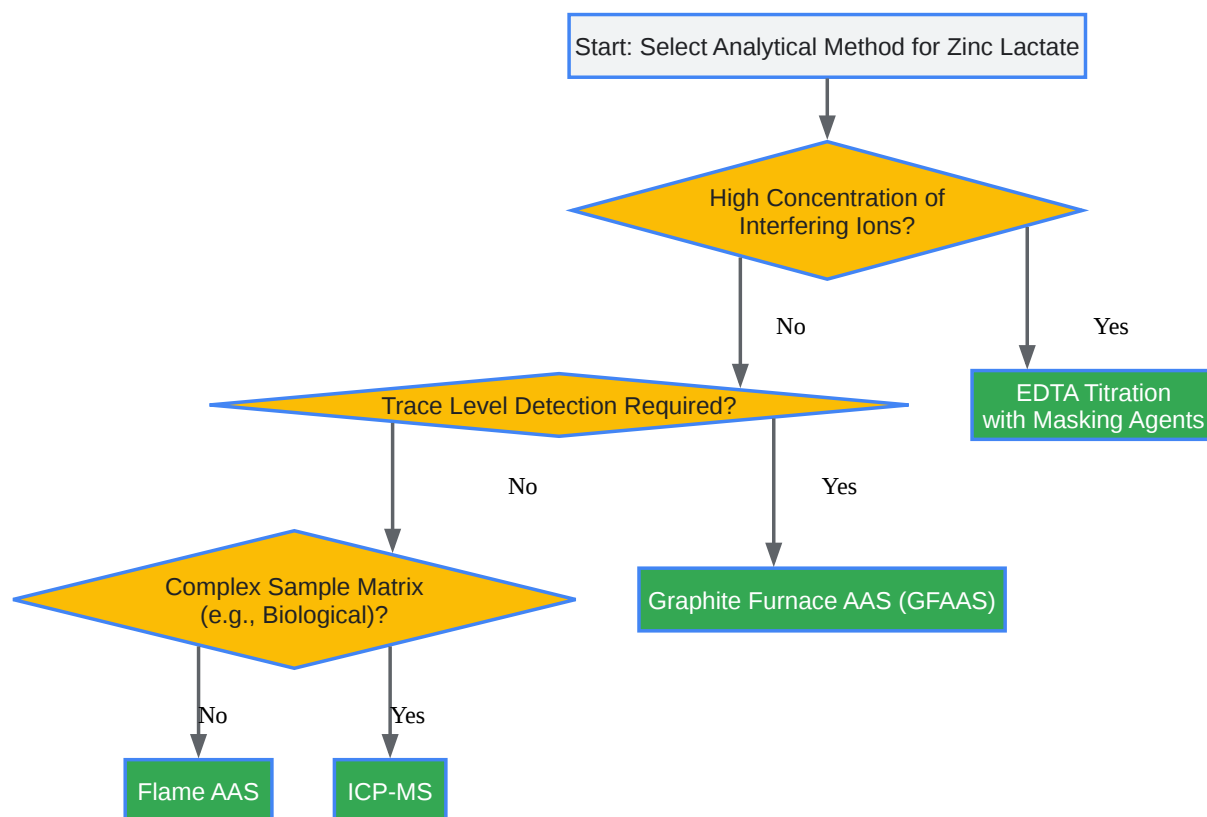 Start: Select Analytical Method for Zinc Lactate
High Concentration of
Interfering Ions?
No
Yes
EDTA Titration
with Masking Agents
Trace Level Detection Required?
No
Yes
Complex Sample Matrix
(e.g., Biological)?
Graphite Furnace AAS (GFAAS)
No
Yes
Flame AAS
ICP-MS